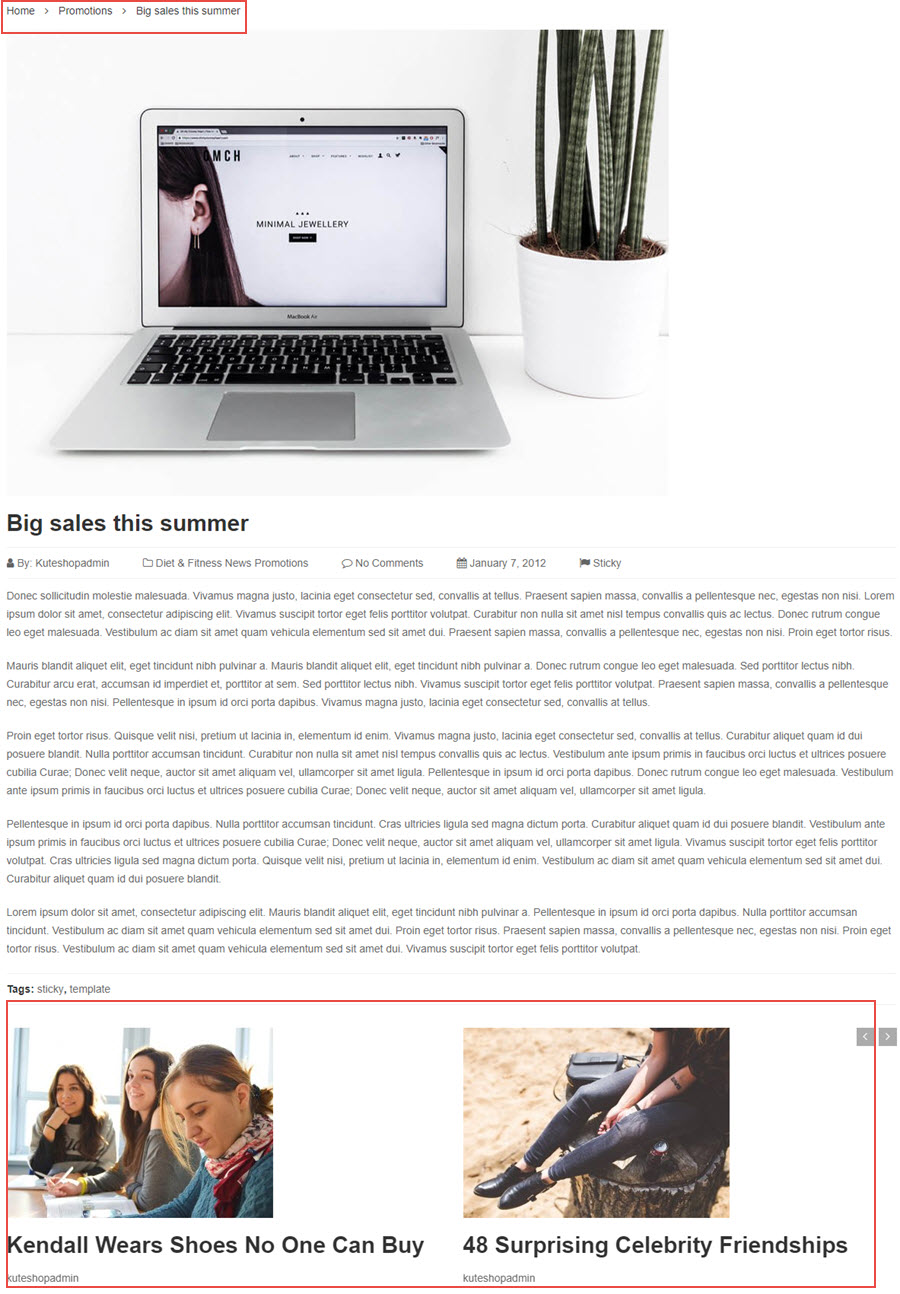 Home > Promotions > Big sales this summer
OMCH
ABOUT SHOP FEATURES WISHLIST
MINIMAL JEWELLERY
SHOP NOW
MacBook Air
Big sales this summer
By: Kuteshopadmin Diet & Fitness News Promotions No Comments January 7, 2012 Sticky
Donec sollicitudin molestie malesuada. Vivamus magna justo, lacinia eget consectetur sed, convallis at tellus. Praesent sapien massa, convallis a pellentesque nec, egestas non nisi. Lorem
ipsum dolor sit amet, consectetur adipiscing elit. Vivamus suscipit tortor eget felis porttitor volutpat. Curabitur non nulla sit amet nisl tempus convallis quis ac lectus. Donec rutrum congue
leo eget malesuada. Vestibulum ac diam sit amet quam vehicula elementum sed sit amet dui. Praesent sapien massa, convallis a pellentesque nec, egestas non nisi. Proin eget tortor risus.
Mauris blandit aliquet elit, eget tincidunt nibh pulvinar a. Mauris blandit aliquet elit, eget tincidunt nibh pulvinar a. Donec rutrum congue leo eget malesuada. Sed porttitor lectus nibh.
Curabitur arcu erat, accumsan id imperdiet et, porttitor at sem. Sed porttitor lectus nibh. Vivamus suscipit tortor eget felis porttitor volutpat. Praesent sapien massa, convallis a pellentesque
nec, egestas non nisi. Pellentesque in ipsum id orci porta dapibus. Vivamus magna justo, lacinia eget consectetur sed, convallis at tellus.
Proin eget tortor risus. Quisque velit nisi, pretium ut lacinia in, elementum id enim. Vivamus magna justo, lacinia eget consectetur sed, convallis at tellus. Curabitur aliquet quam id dui
posuere blandit. Nulla porttitor accumsan tincidunt. Curabitur non nulla sit amet nisl tempus convallis quis ac lectus. Vestibulum ante ipsum primis in faucibus orci luctus et ultrices posuere
cubilia Curae; Donec velit neque, auctor sit amet aliquam vel, ullamcorper sit amet ligula. Pellentesque in ipsum id orci porta dapibus. Donec rutrum congue leo eget malesuada. Vestibulum
ante ipsum primis in faucibus orci luctus et ultrices posuere cubilia Curae; Donec velit neque, auctor sit amet aliquam vel, ullamcorper sit amet ligula.
Pellentesque in ipsum id orci porta dapibus. Nulla porttitor accumsan tincidunt. Cras ultricies ligula sed magna dictum porta. Curabitur aliquet quam id dui posuere blandit. Vestibulum ante
ipsum primis in faucibus orci luctus et ultrices posuere cubilia Curae; Donec velit neque, auctor sit amet aliquam vel, ullamcorper sit amet ligula. Vivamus suscipit tortor eget felis porttitor
volutpat. Cras ultricies ligula sed magna dictum porta. Quisque velit nisi, pretium ut lacinia in, elementum id enim. Vestibulum ac diam sit amet quam vehicula elementum sed sit amet dui.
Curabitur aliquet quam id dui posuere blandit.
Lorem ipsum dolor sit amet, consectetur adipiscing elit. Mauris blandit aliquet elit, eget tincidunt nibh pulvinar a. Pellentesque in ipsum id orci porta dapibus. Nulla porttitor accumsan
tincidunt. Vestibulum ac diam sit amet quam vehicula elementum sed sit amet dui. Proin eget tortor risus. Praesent sapien massa, convallis a pellentesque nec, egestas non nisi. Proin eget
tortor risus. Vestibulum ac diam sit amet quam vehicula elementum sed sit amet dui. Vivamus suscipit tortor eget felis porttitor volutpat.
Tags: sticky, template
Kendall Wears Shoes No One Can Buy
kuteshopadmin
48 Surprising Celebrity Friendships
kuteshopadmin